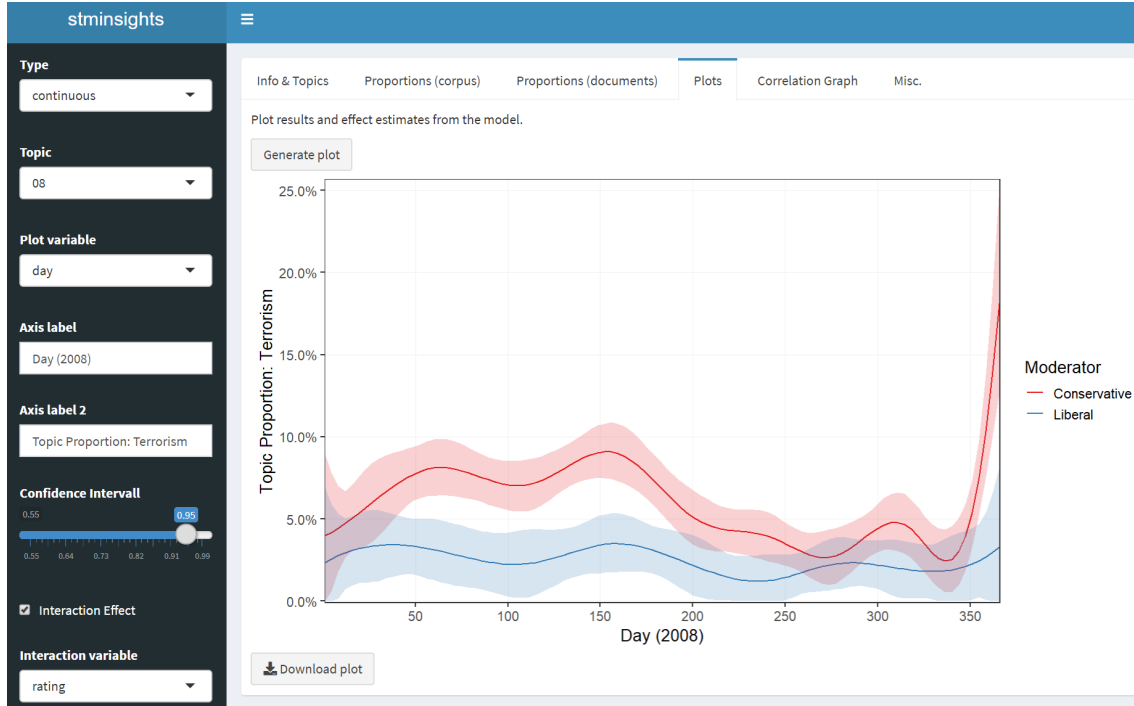 stminsights
Type
continuous
Topic
08
Plot variable
day
Axis label
Day (2008)
Axis label 2
Topic Proportion: Terrorism
Confidence Intervall
0.55
0.95
0.55 0.64 0.73 0.82 0.91 0.99
Interaction Effect
Interaction variable
rating
Info & Topics Proportions (corpus) Proportions (documents) Plots Correlation Graph Misc.
Plot results and effect estimates from the model.
Generate plot
Topic Proportion: Terrorism
25.0%
20.0%
15.0%
10.0%
5.0%
0.0%
50 100 150 200 250 300 350
Day (2008)
Moderator
Conservative
Liberal
Download plot